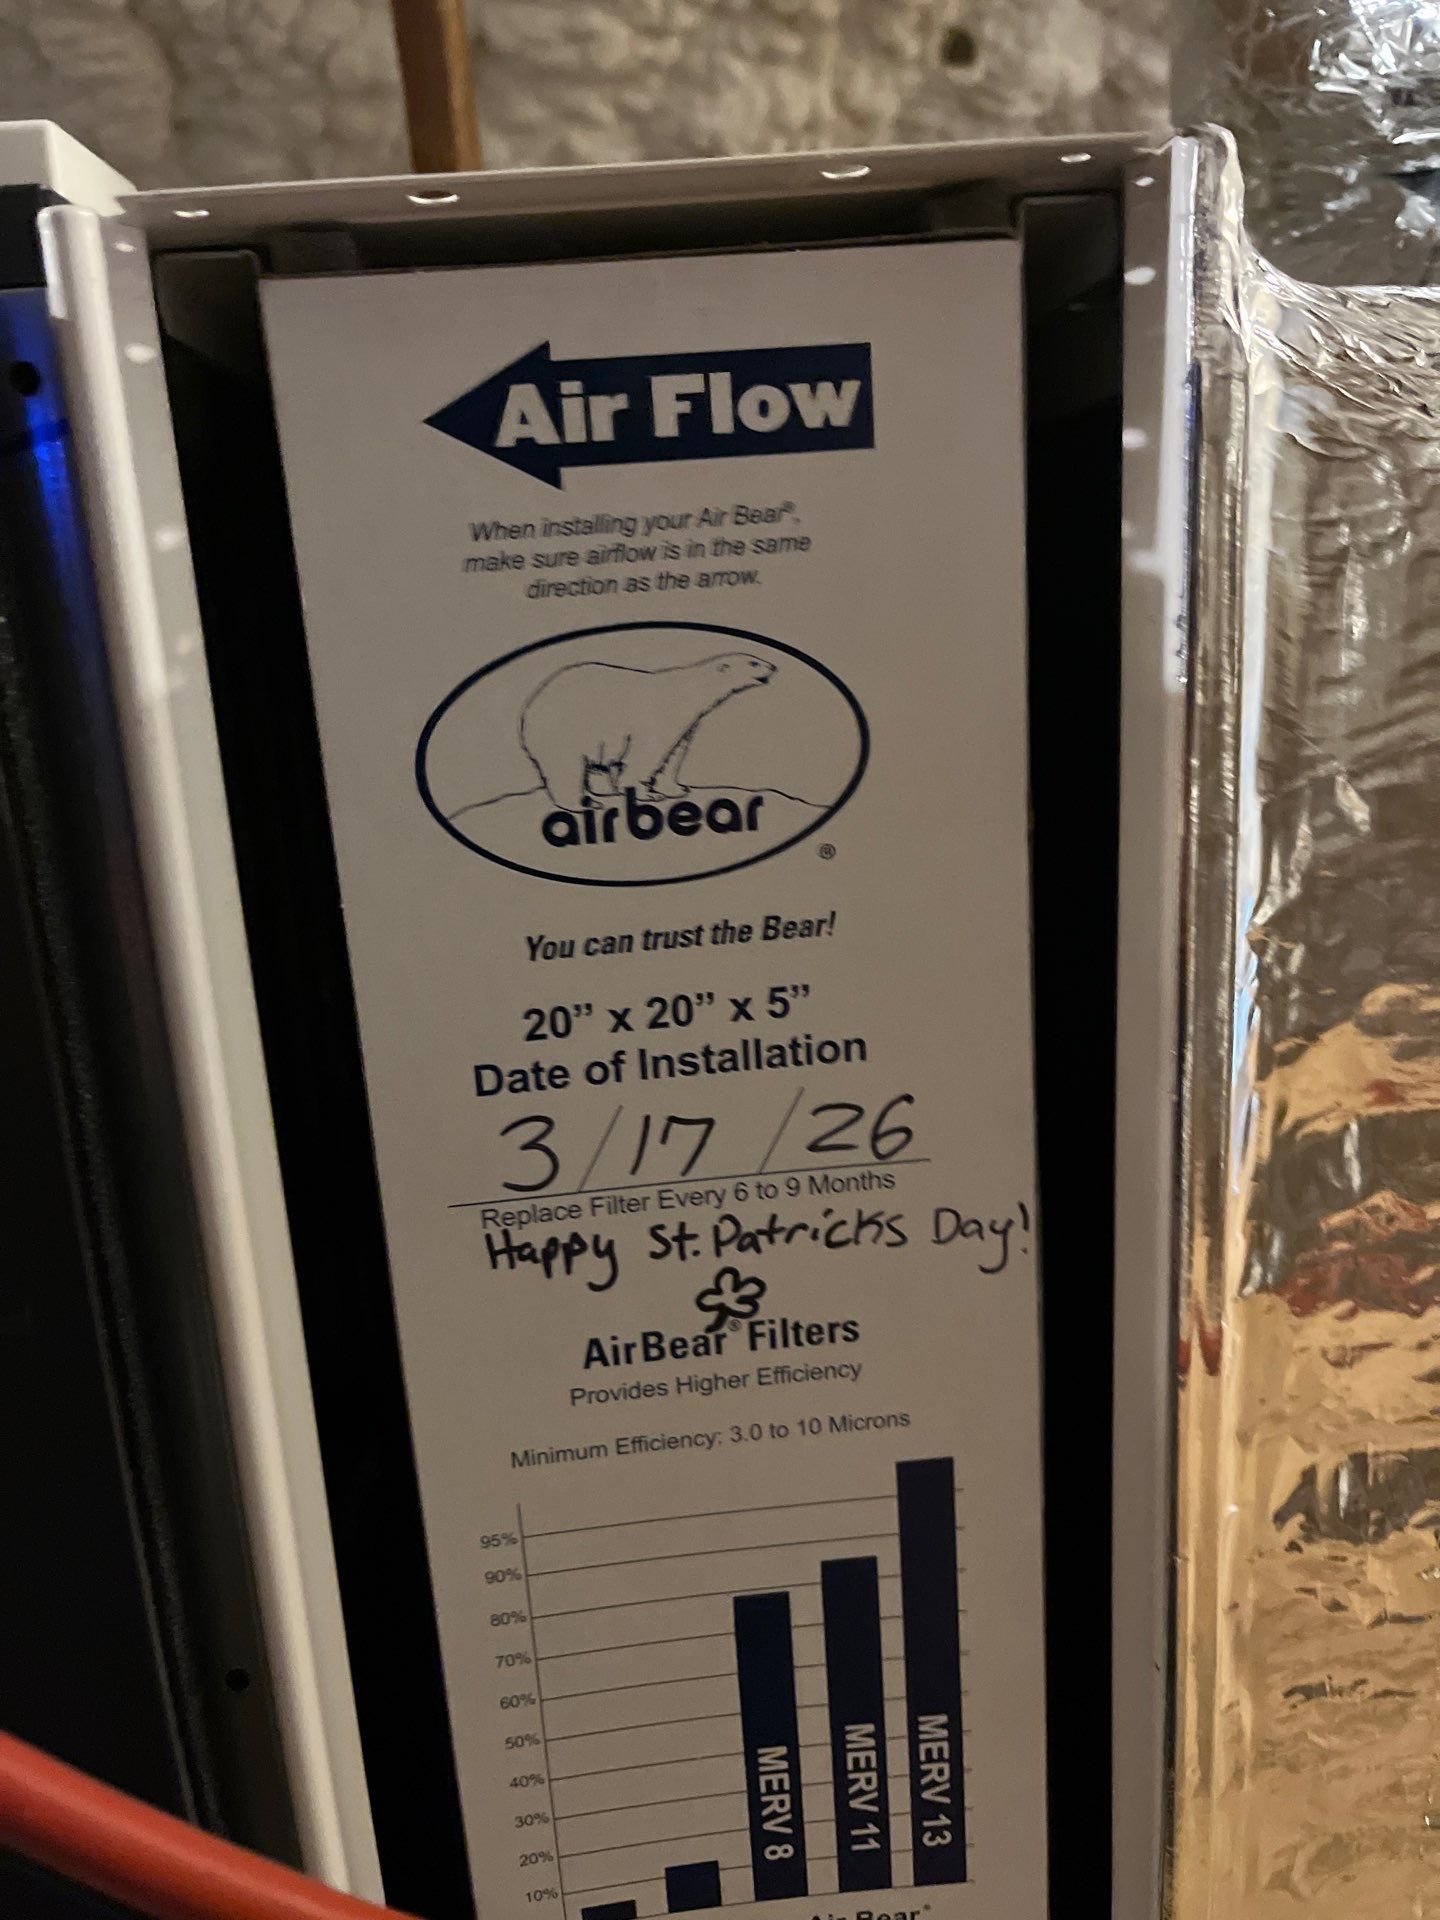 Air Flow
When installing your Air Bear®,
make sure airflow is in the same
direction as the arrow.
airbear
®
You can trust the Bear!
20” x 20” x 5”
Date of Installation
3/17/26
Replace Filter Every 6 to 9 Months
Happy St. Patricks Day!
AirBear® Filters
Provides Higher Efficiency
Minimum Efficiency: 3.0 to 10 Microns
95%
90%
80%
70%
60%
50%
40%
30%
20%
10%
MERV 8
MERV 11
MERV 13
Air Bear®